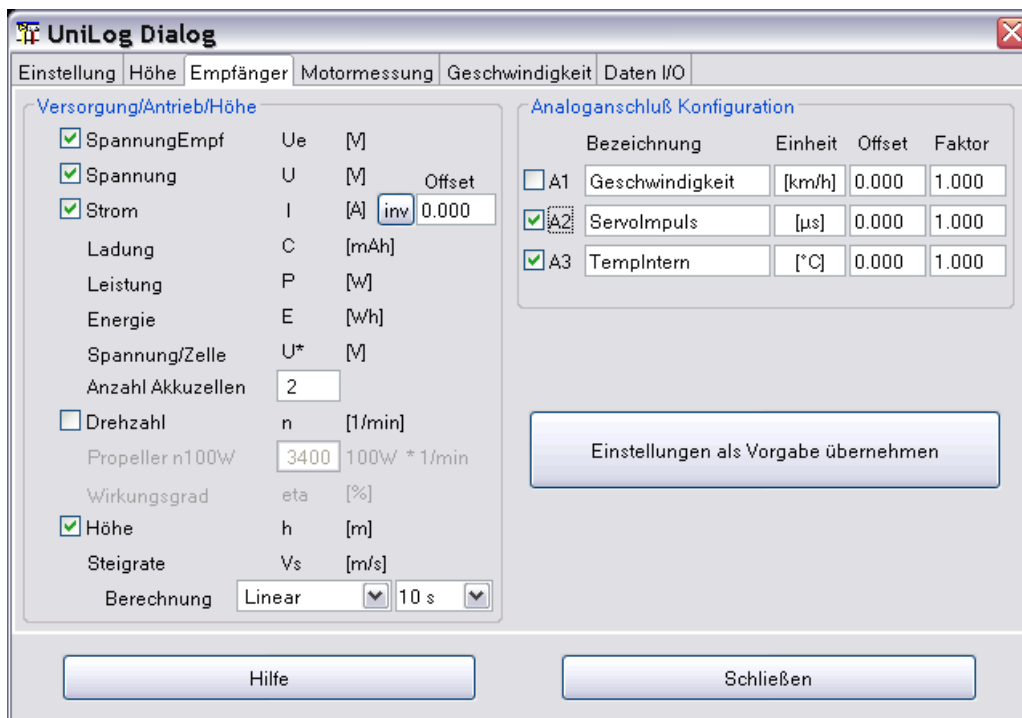 UniLog Dialog
Einstellung Höhe Empfänger Motormessung Geschwindigkeit Daten I/O
Versorgung/Antrieb/Höhe
SpannungEmpf Ue [V]
Spannung U [V] Offset
Strom I [A] inv 0.000
Ladung C [mAh]
Leistung P [W]
Energie E [Wh]
Spannung/Zelle U* [V]
Anzahl Akkuzellen 2
Drehzahl n [1/min]
Propeller n100W 3400 100W * 1/min
Wirkungsgrad eta [%]
Höhe h [m]
Steigrate Vs [m/s]
Berechnung Linear 10 s
Analoganschluß Konfiguration
Bezeichnung Einheit Offset Faktor
A1 Geschwindigkeit [km/h] 0.000 1.000
A2 ServoImpuls [µs] 0.000 1.000
A3 TempIntern [°C] 0.000 1.000
Einstellungen als Vorgabe übernehmen
Hilfe Schließen